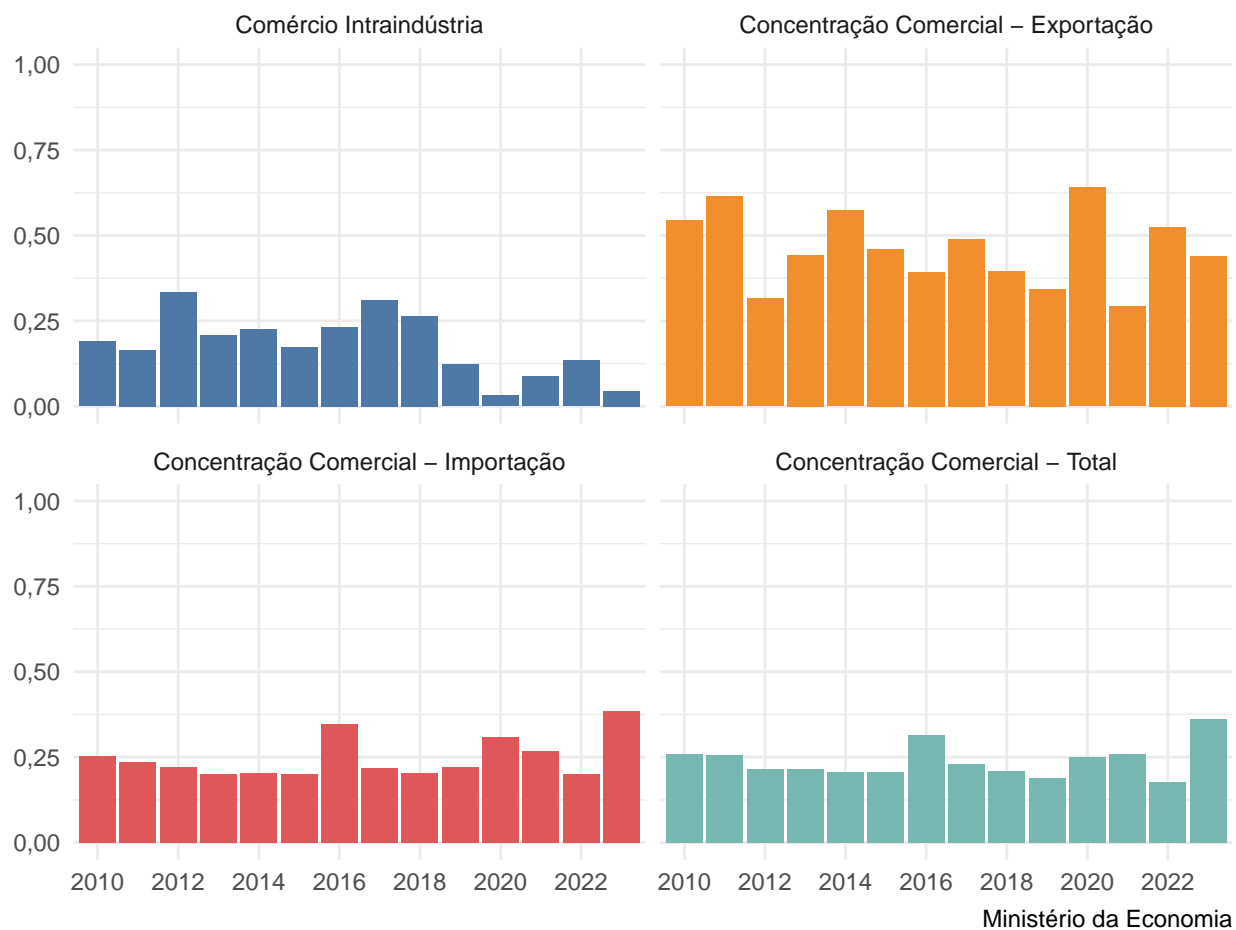 Comércio Intraindústria
Concentração Comercial – Exportação
1,00
0,75
0,50
0,25
0,00
Concentração Comercial – Importação
Concentração Comercial – Total
1,00
0,75
0,50
0,25
0,00
2010 2012 2014 2016 2018 2020 2022
2010 2012 2014 2016 2018 2020 2022
Ministério da Economia